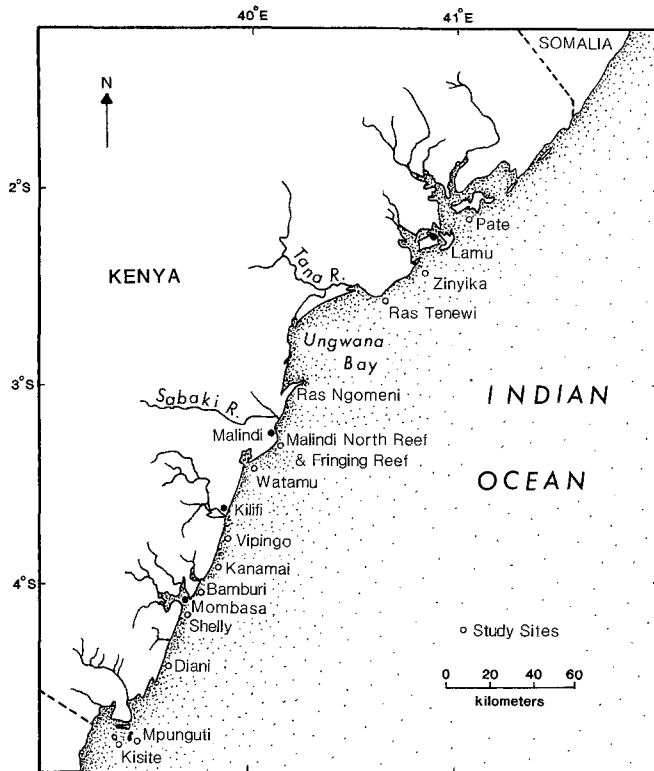 40°E
41°E
SOMALIA
N
2°S
Pate
Lamu
KENYA
Tana R.
Zinyika
Ras Tenewi
Ungwana
Bay
3°S
Ras Ngomeni
INDIAN
Sabaki R.
Malindi
Malindi North Reef
& Fringing Reef
Watamu
OCEAN
Kilifi
Vipingo
Kanamai
4°S
Bamburi
Mombasa
Shelly
Study Sites
Diani
0 20 40 60
kilometers
Mpunguti
Kisite